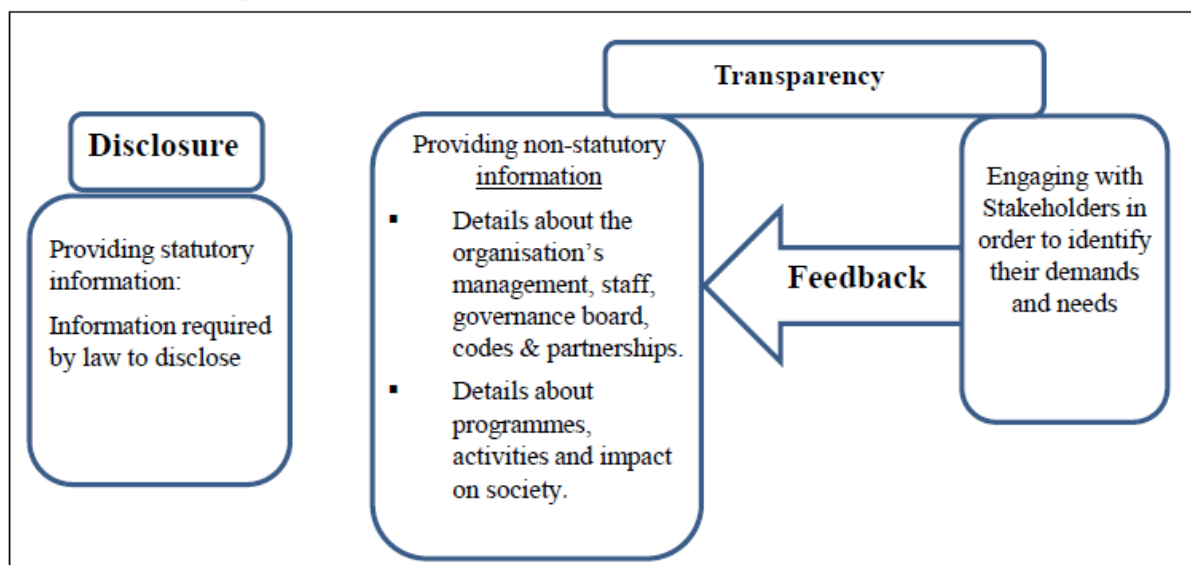 Disclosure
Providing statutory
information:
Information required
by law to disclose
Transparency
Providing non-statutory
information
▪ Details about the
organisation's
management, staff,
governance board,
codes & partnerships.
▪ Details about
programmes,
activities and impact
on society.
Feedback
Engaging with
Stakeholders in
order to identify
their demands
and needs